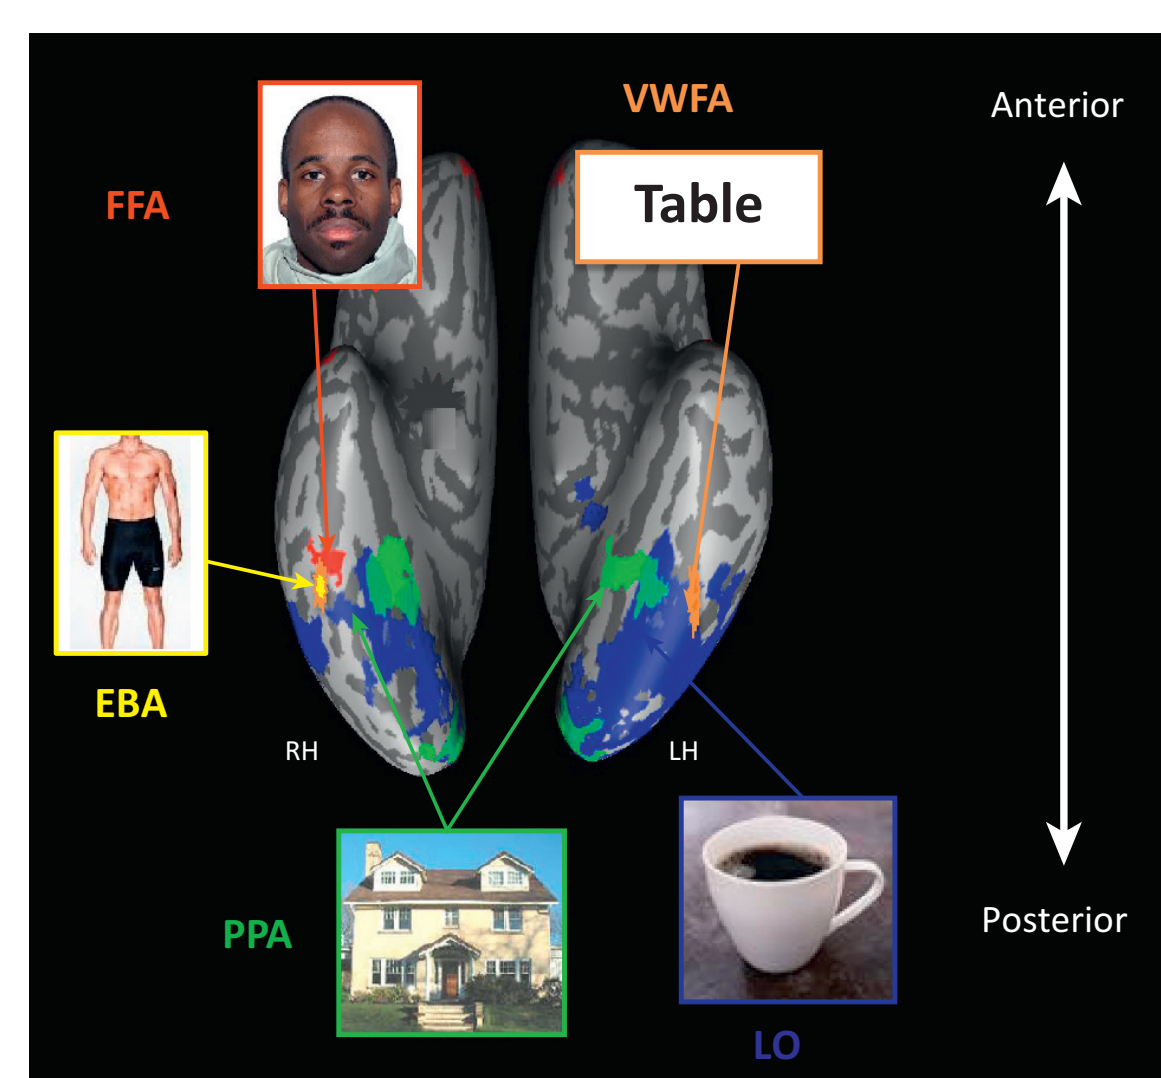 VWFA
Anterior
FFA
Table
EBA
RH
LH
PPA
Posterior
LO